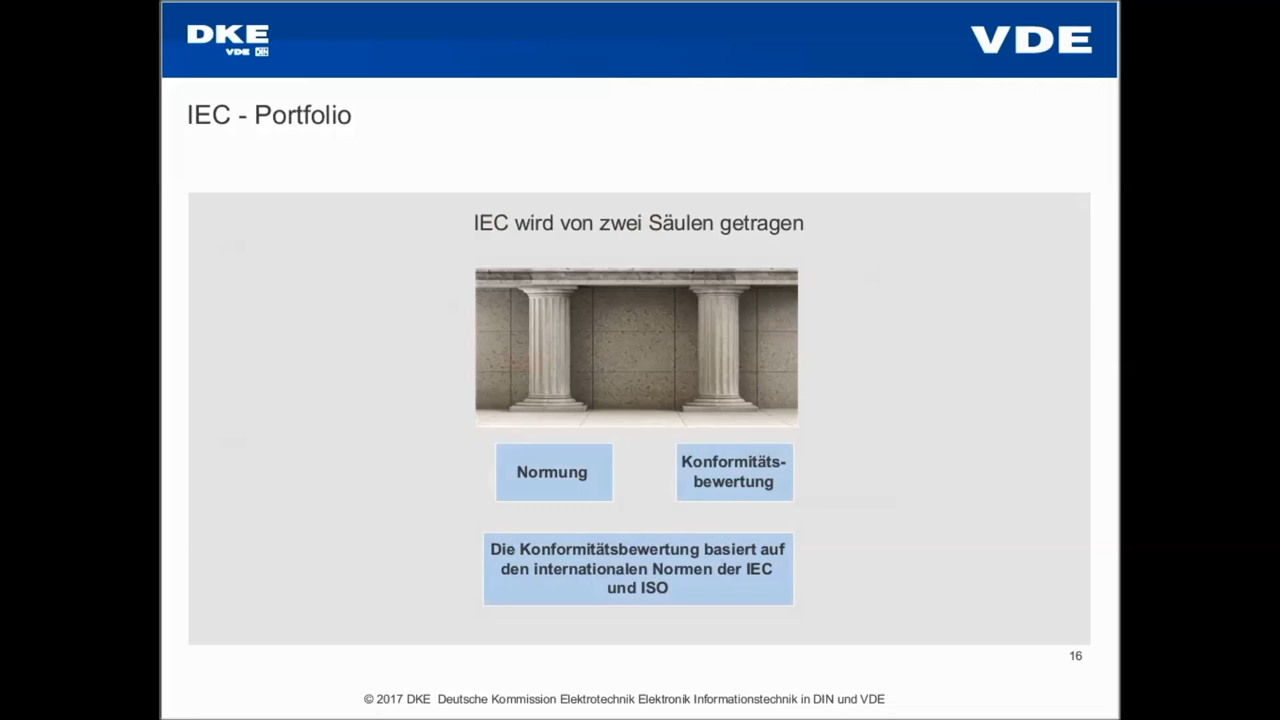 DKE
VDE DIN
VDE
IEC - Portfolio
IEC wird von zwei Säulen getragen
Normung
Konformitäts-
bewertung
Die Konformitätsbewertung basiert auf
den internationalen Normen der IEC
und ISO
16
© 2017 DKE Deutsche Kommission Elektrotechnik Elektronik Informationstechnik in DIN und VDE